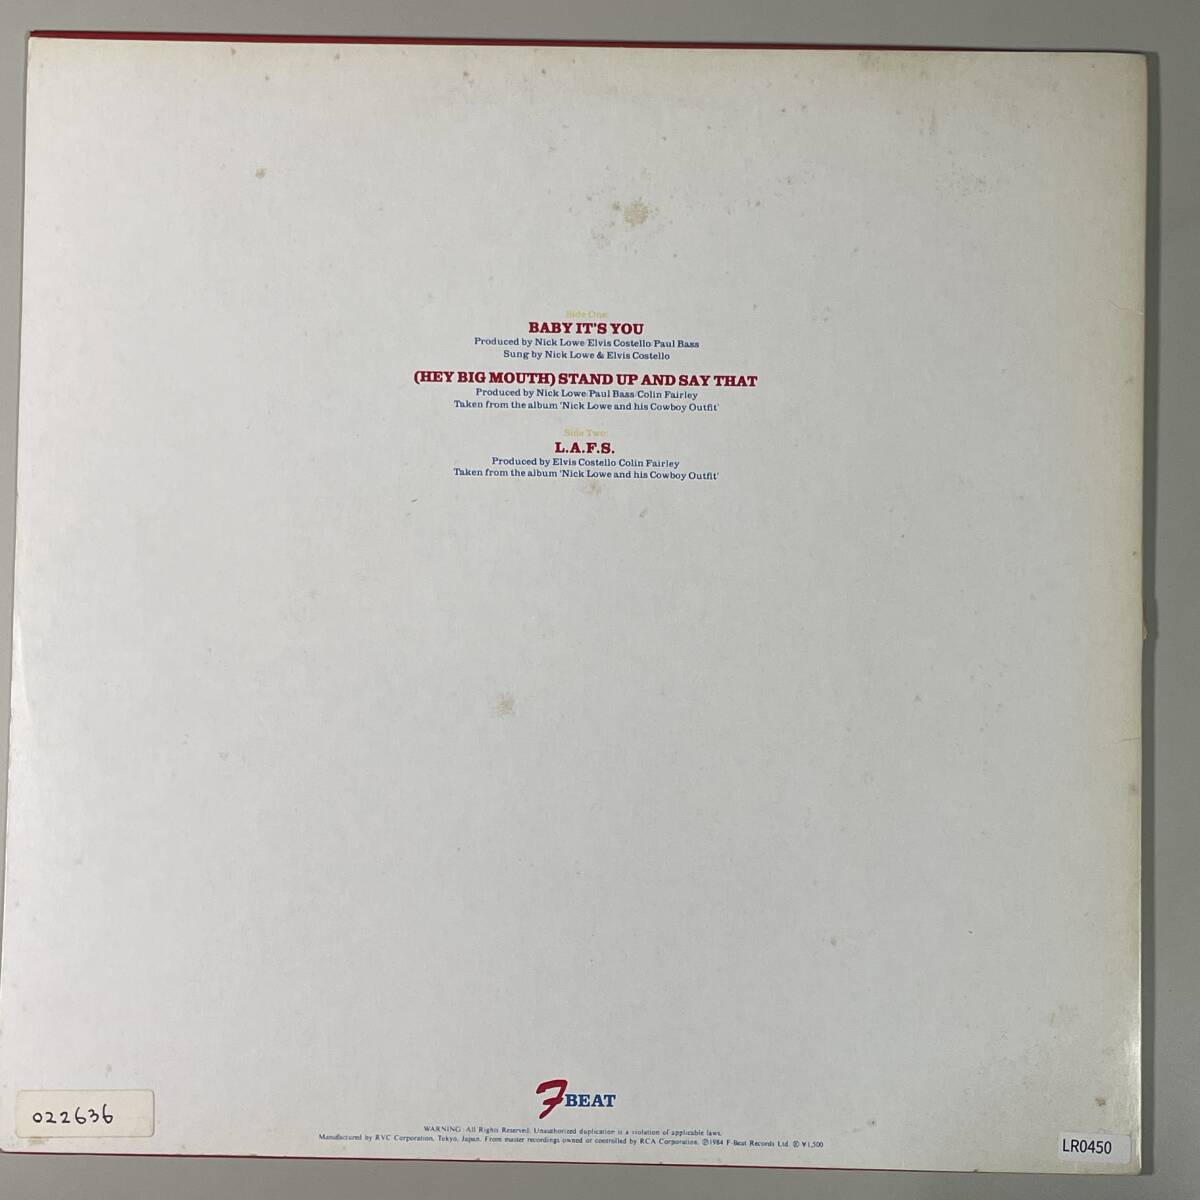 Side One:
BABY IT'S YOU
Produced by Nick Lowe/Elvis Costello/Paul Bass
Sung by Nick Lowe & Elvis Costello
(HEY BIG MOUTH) STAND UP AND SAY THAT
Produced by Nick Lowe/Paul Bass/Colin Fairley
Taken from the album 'Nick Lowe and his Cowboy Outfit'
Side Two:
L.A.F.S.
Produced by Elvis Costello/Colin Fairley
Taken from the album 'Nick Lowe and his Cowboy Outfit'
F BEAT
WARNING: All Rights Reserved. Unauthorized duplication is a violation of applicable laws.
Manufactured by RVC Corporation, Tokyo, Japan. From master recordings owned or controlled by RCA Corporation. Ⓟ1984 F-Beat Records Ltd. Ⓡ ¥1,500
022636
LR0450